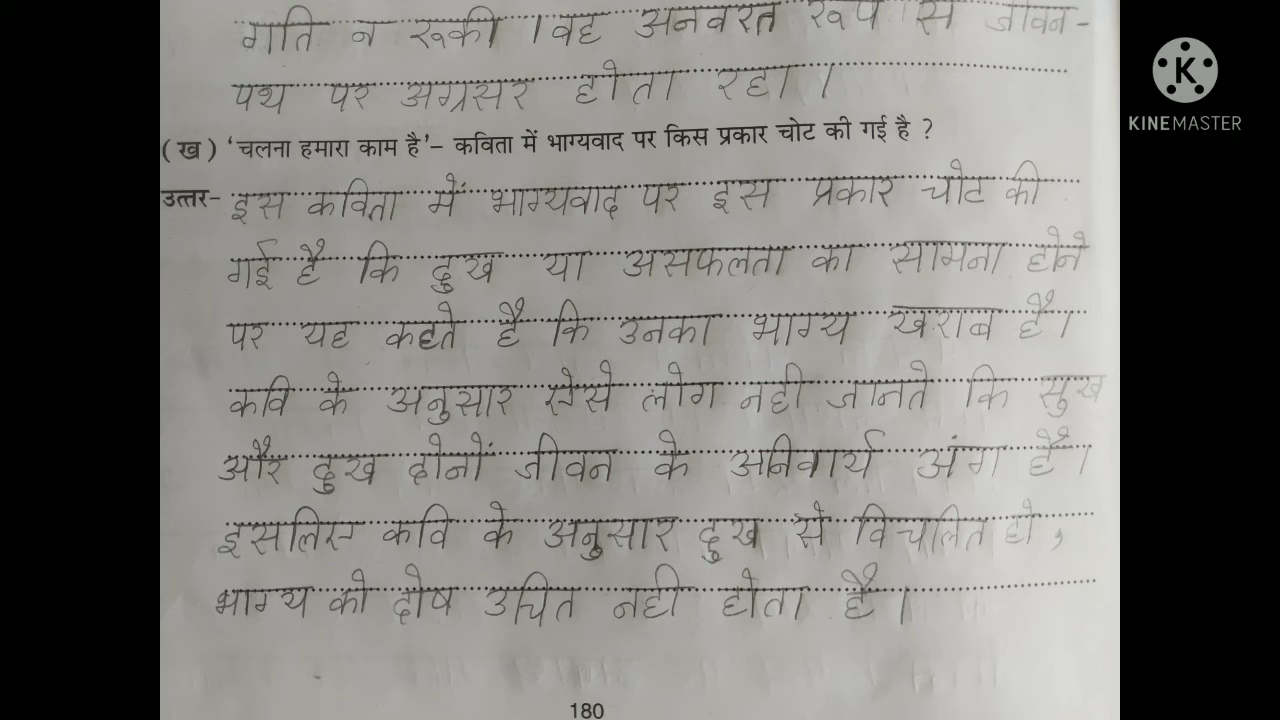 गति न रूकी । वह अनवरत रूप से जीवन-
पथ पर अग्रसर होता रहा ।
KINEMASTER
( ख ) ‘चलना हमारा काम है’– कविता में भाग्यवाद पर किस प्रकार चोट की गई है ?
उत्तर– इस कविता में भाग्यवाद पर इस प्रकार चोट की
गई है कि दुख या असफलता का सामना होने
पर यह कहते है कि उनका भाग्य खराब है।
कवि के अनुसार ऐसे लोग नही जानते कि सुख
और दुख दोनों जीवन के अनिवार्य अंग है।
इसलिए कवि के अनुसार दुख से विचलित हो,
भाग्य को दोष उचित नही होता है।
180